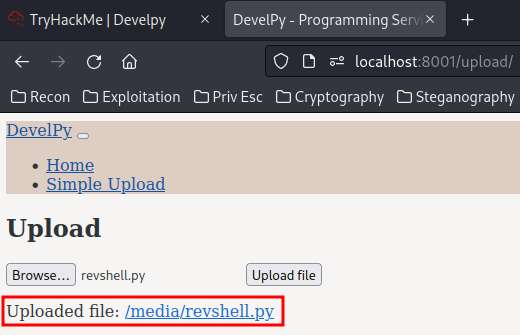 TryHackMe | Develpy
DevelPy - Programming Serv
localhost:8001/upload/
Recon Exploitation Priv Esc Cryptography Steganography
DevelPy
Home
Simple Upload
Upload
Browse... revshell.py Upload file
Uploaded file: /media/revshell.py